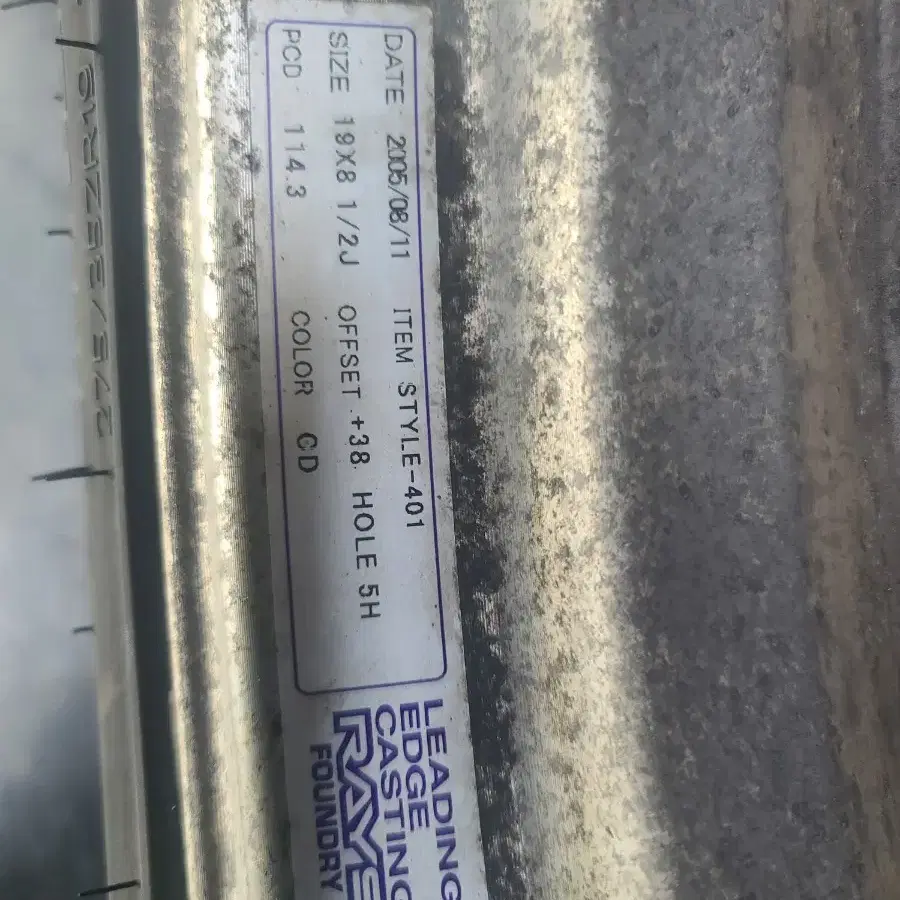 DATE 2005/08/11 ITEM STYLE-401
SIZE 19X8 1/2J OFFSET +38 HOLE 5H
PCD 114.3 COLOR CD
LEADING
EDGE
CASTING
RAYS
FOUNDRY